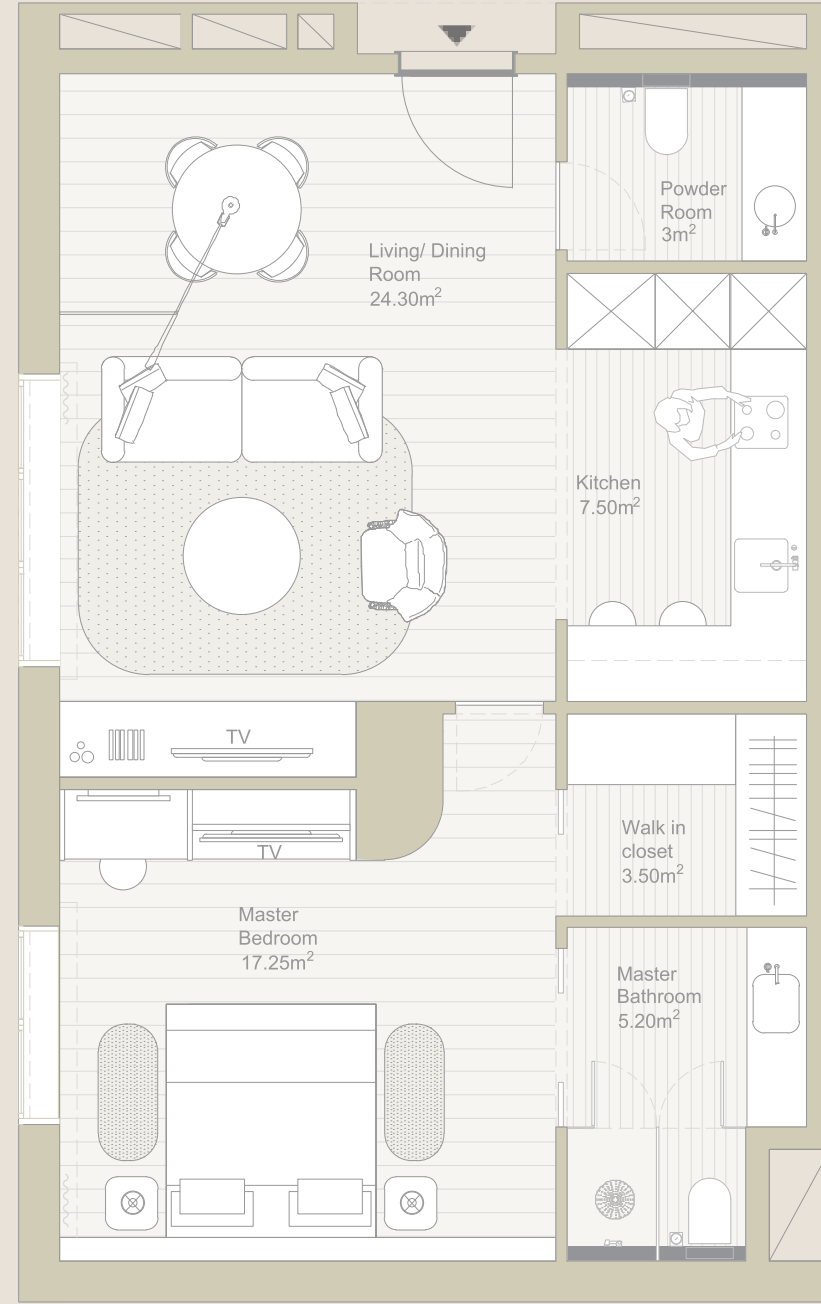 Powder
Room
3m²
Living/ Dining
Room
24.30m²
Kitchen
7.50m²
TV
TV
Walk in
closet
3.50m²
Master
Bedroom
17.25m²
Master
Bathroom
5.20m²